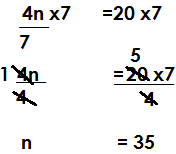 4n x7 =20 x7
7
5
1 4n =20 x7
4 4
n = 35